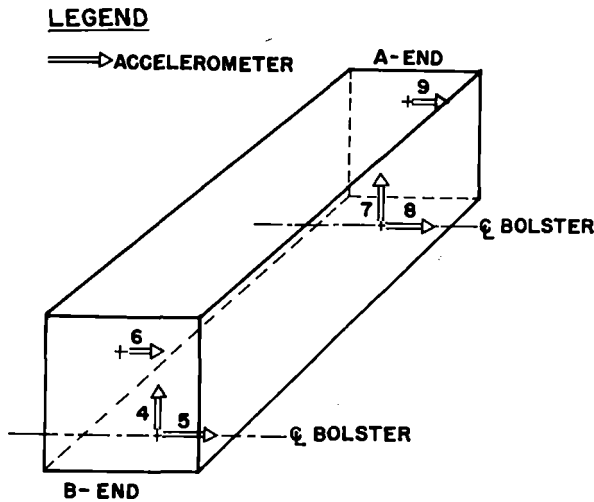 LEGEND
ACCELEROMETER
A-END
9
7
8
℄ BOLSTER
6
4
5
℄ BOLSTER
B-END